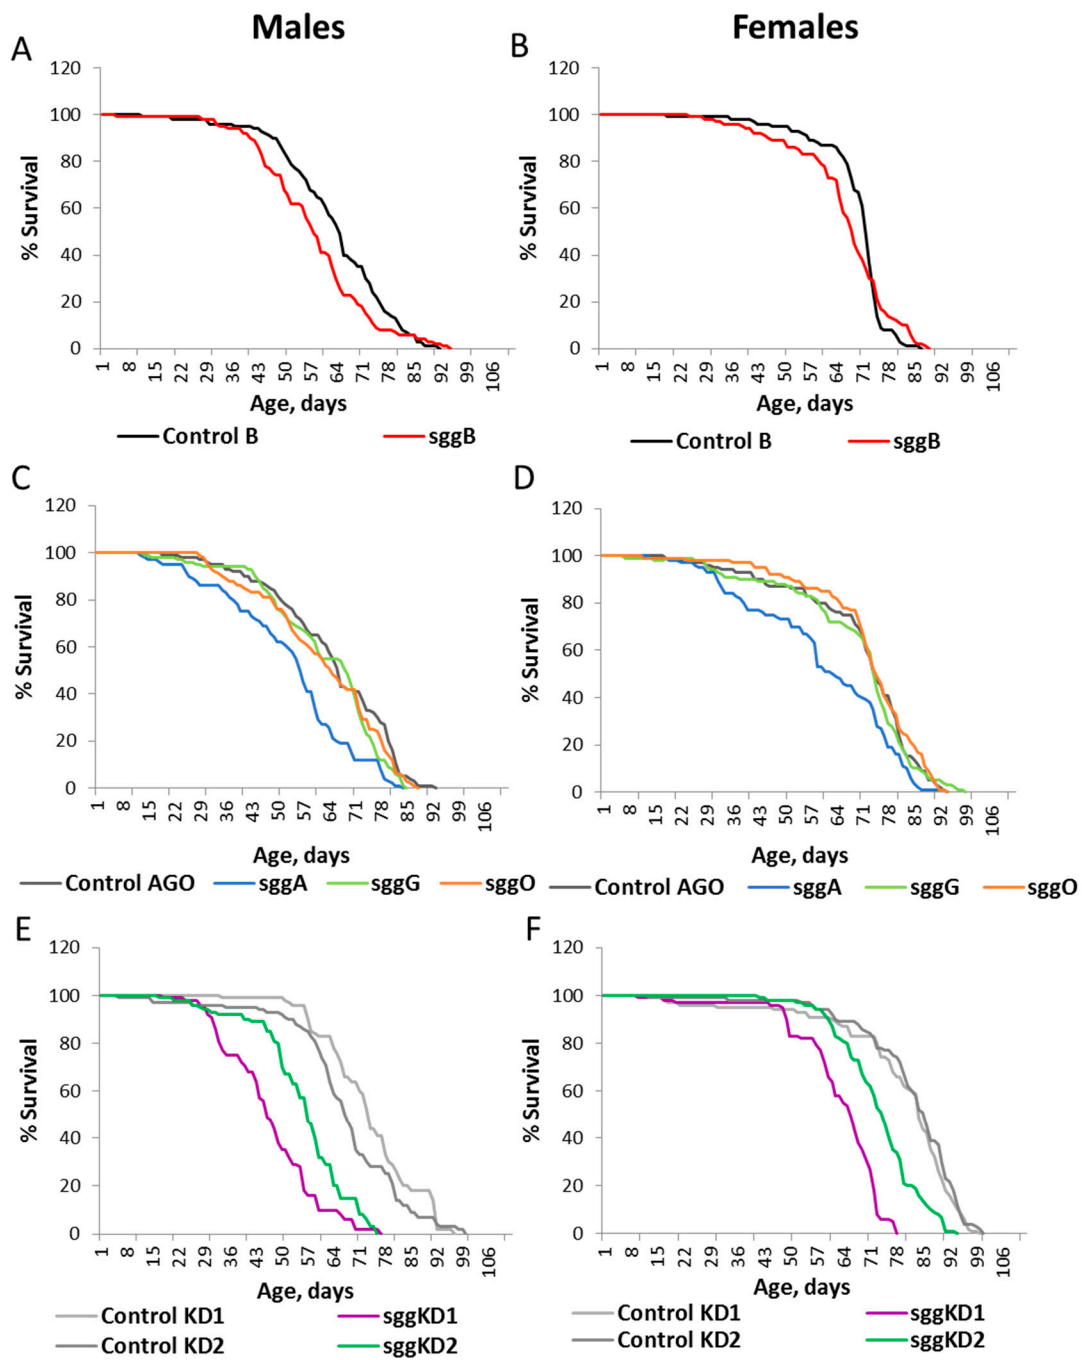 Males Females
A B
120 120
100 100
80 80
60 60
40 40
20 20
0 0
% Survival % Survival
1 8 15 22 29 36 43 50 57 64 71 78 85 92 99 106 1 8 15 22 29 36 43 50 57 64 71 78 85 92 99 106
Age, days Age, days
Control B sggB Control B sggB
C D
120 120
100 100
80 80
60 60
40 40
20 20
0 0
% Survival % Survival
1 8 15 22 29 36 43 50 57 64 71 78 85 92 99 106 1 8 15 22 29 36 43 50 57 64 71 78 85 92 99 106
Age, days Age, days
Control AGO sggA sggG sggO Control AGO sggA sggG sggO
E F
120 120
100 100
80 80
60 60
40 40
20 20
0 0
% Survival % Survival
1 8 15 22 29 36 43 50 57 64 71 78 85 92 99 106 1 8 15 22 29 36 43 50 57 64 71 78 85 92 99 106
Age, days Age, days
Control KD1 sggKD1 Control KD1 sggKD1
Control KD2 sggKD2 Control KD2 sggKD2